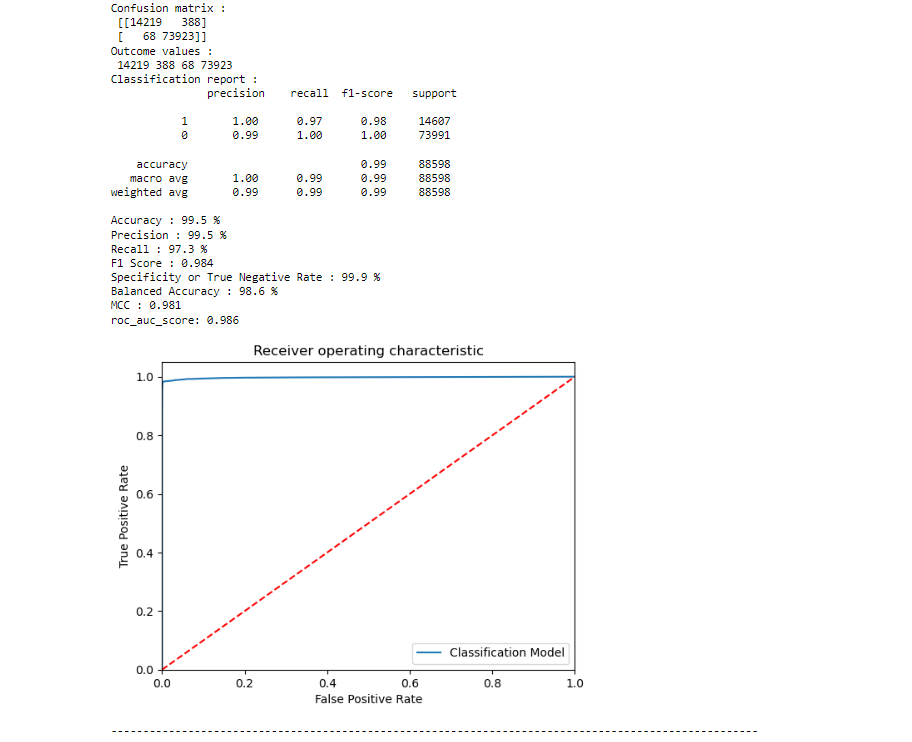 Confusion matrix :
[[14219 388]
[ 68 73923]]
Outcome values :
14219 388 68 73923
Classification report :
precision recall f1-score support
1 1.00 0.97 0.98 14607
0 0.99 1.00 1.00 73991
accuracy 0.99 88598
macro avg 1.00 0.99 0.99 88598
weighted avg 0.99 0.99 0.99 88598
Accuracy : 99.5 %
Precision : 99.5 %
Recall : 97.3 %
F1 Score : 0.984
Specificity or True Negative Rate : 99.9 %
Balanced Accuracy : 98.6 %
MCC : 0.981
roc_auc_score: 0.986
Receiver operating characteristic
1.0
0.8
0.6
0.4
0.2
0.0
True Positive Rate
Classification Model
0.0 0.2 0.4 0.6 0.8 1.0
False Positive Rate